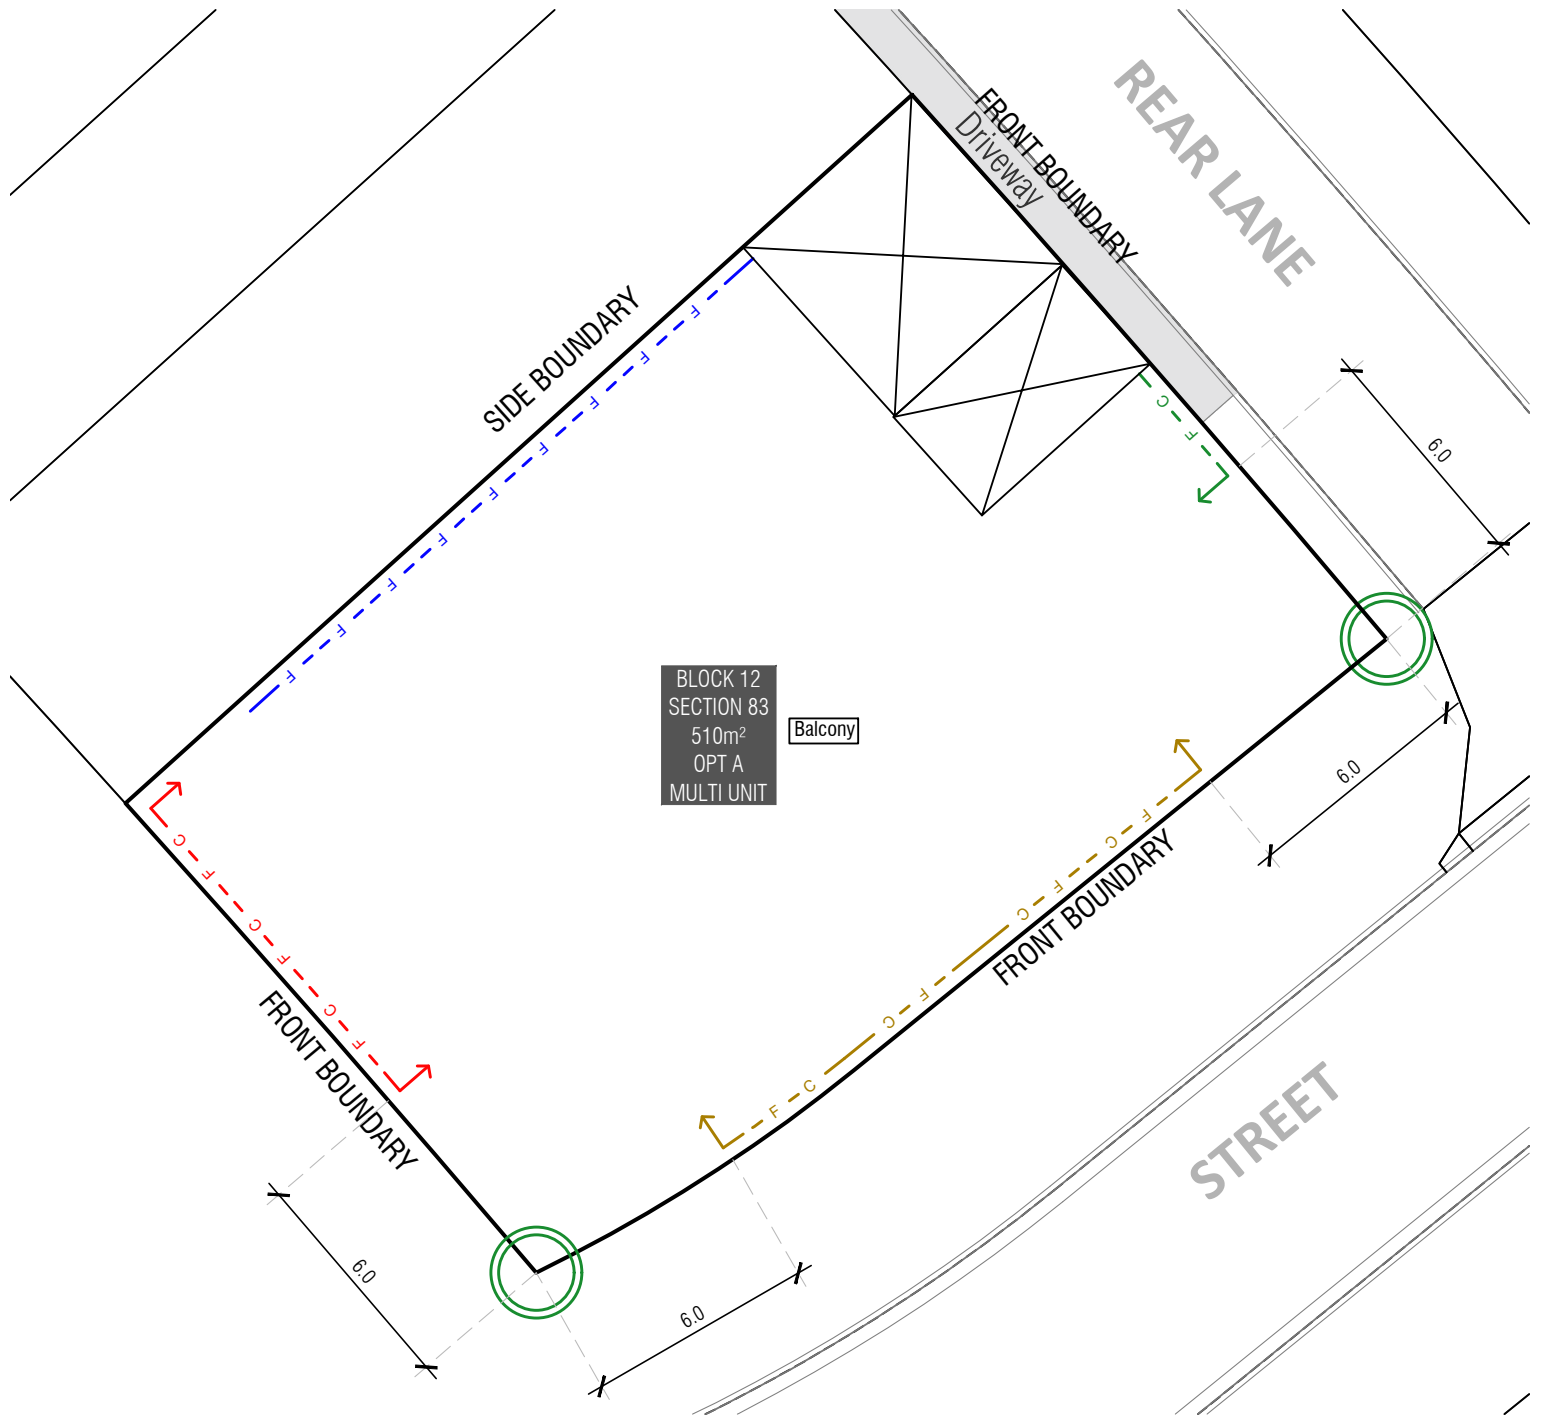 REAR LANE
FRONT BOUNDARY
Driveway
SIDE BOUNDARY
F
F
F
F
F
F
F
F
F
C
F
6.0
BLOCK 12
SECTION 83
510m²
OPT A
MULTI UNIT
Balcony
6.0
C
F
C
F
C
F
F
C
F
C
F
C
F
C
FRONT BOUNDARY
FRONT BOUNDARY
STREET
6.0
6.0